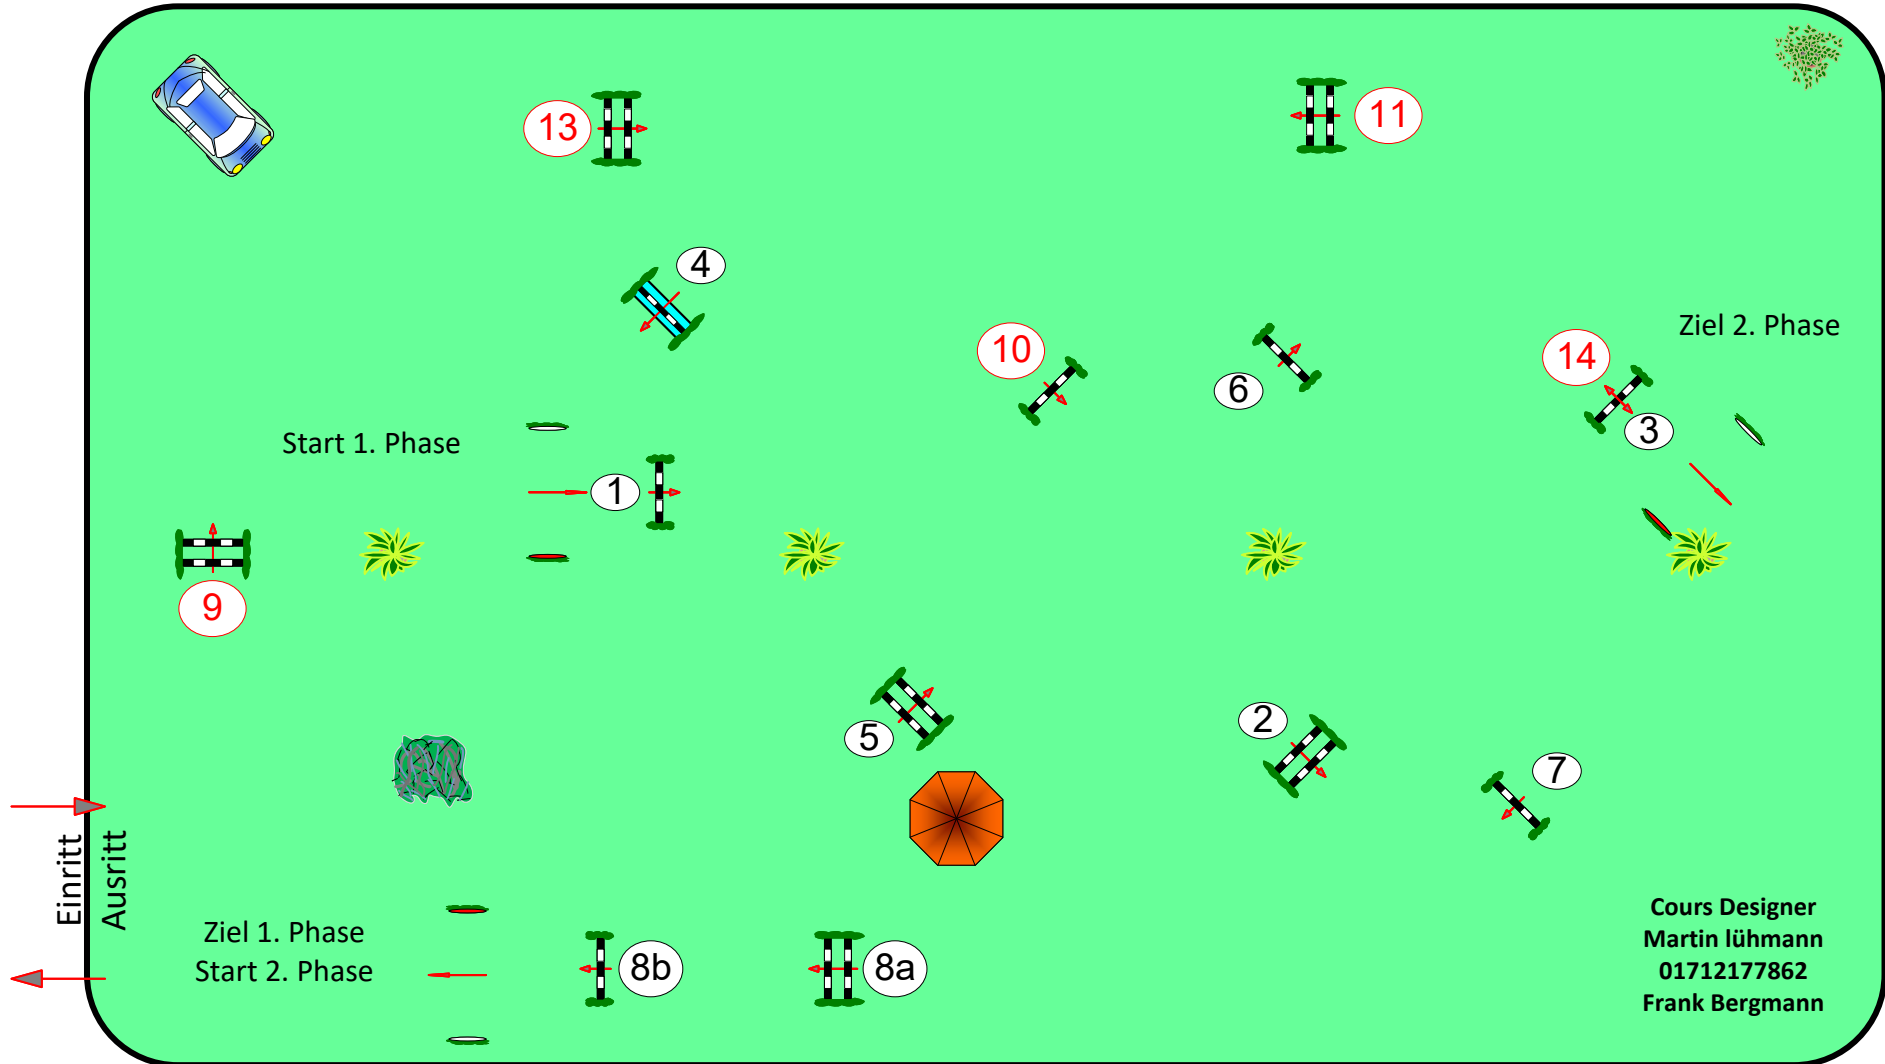 13
11
4
Ziel 2. Phase
10
14
6
3
Start 1. Phase
1
9
2
5
7
Einritt
Ausritt
Ziel 1. Phase
Start 2. Phase
8b
8a
Cours Designer
Martin lühmann
01712177862
Frank Bergmann